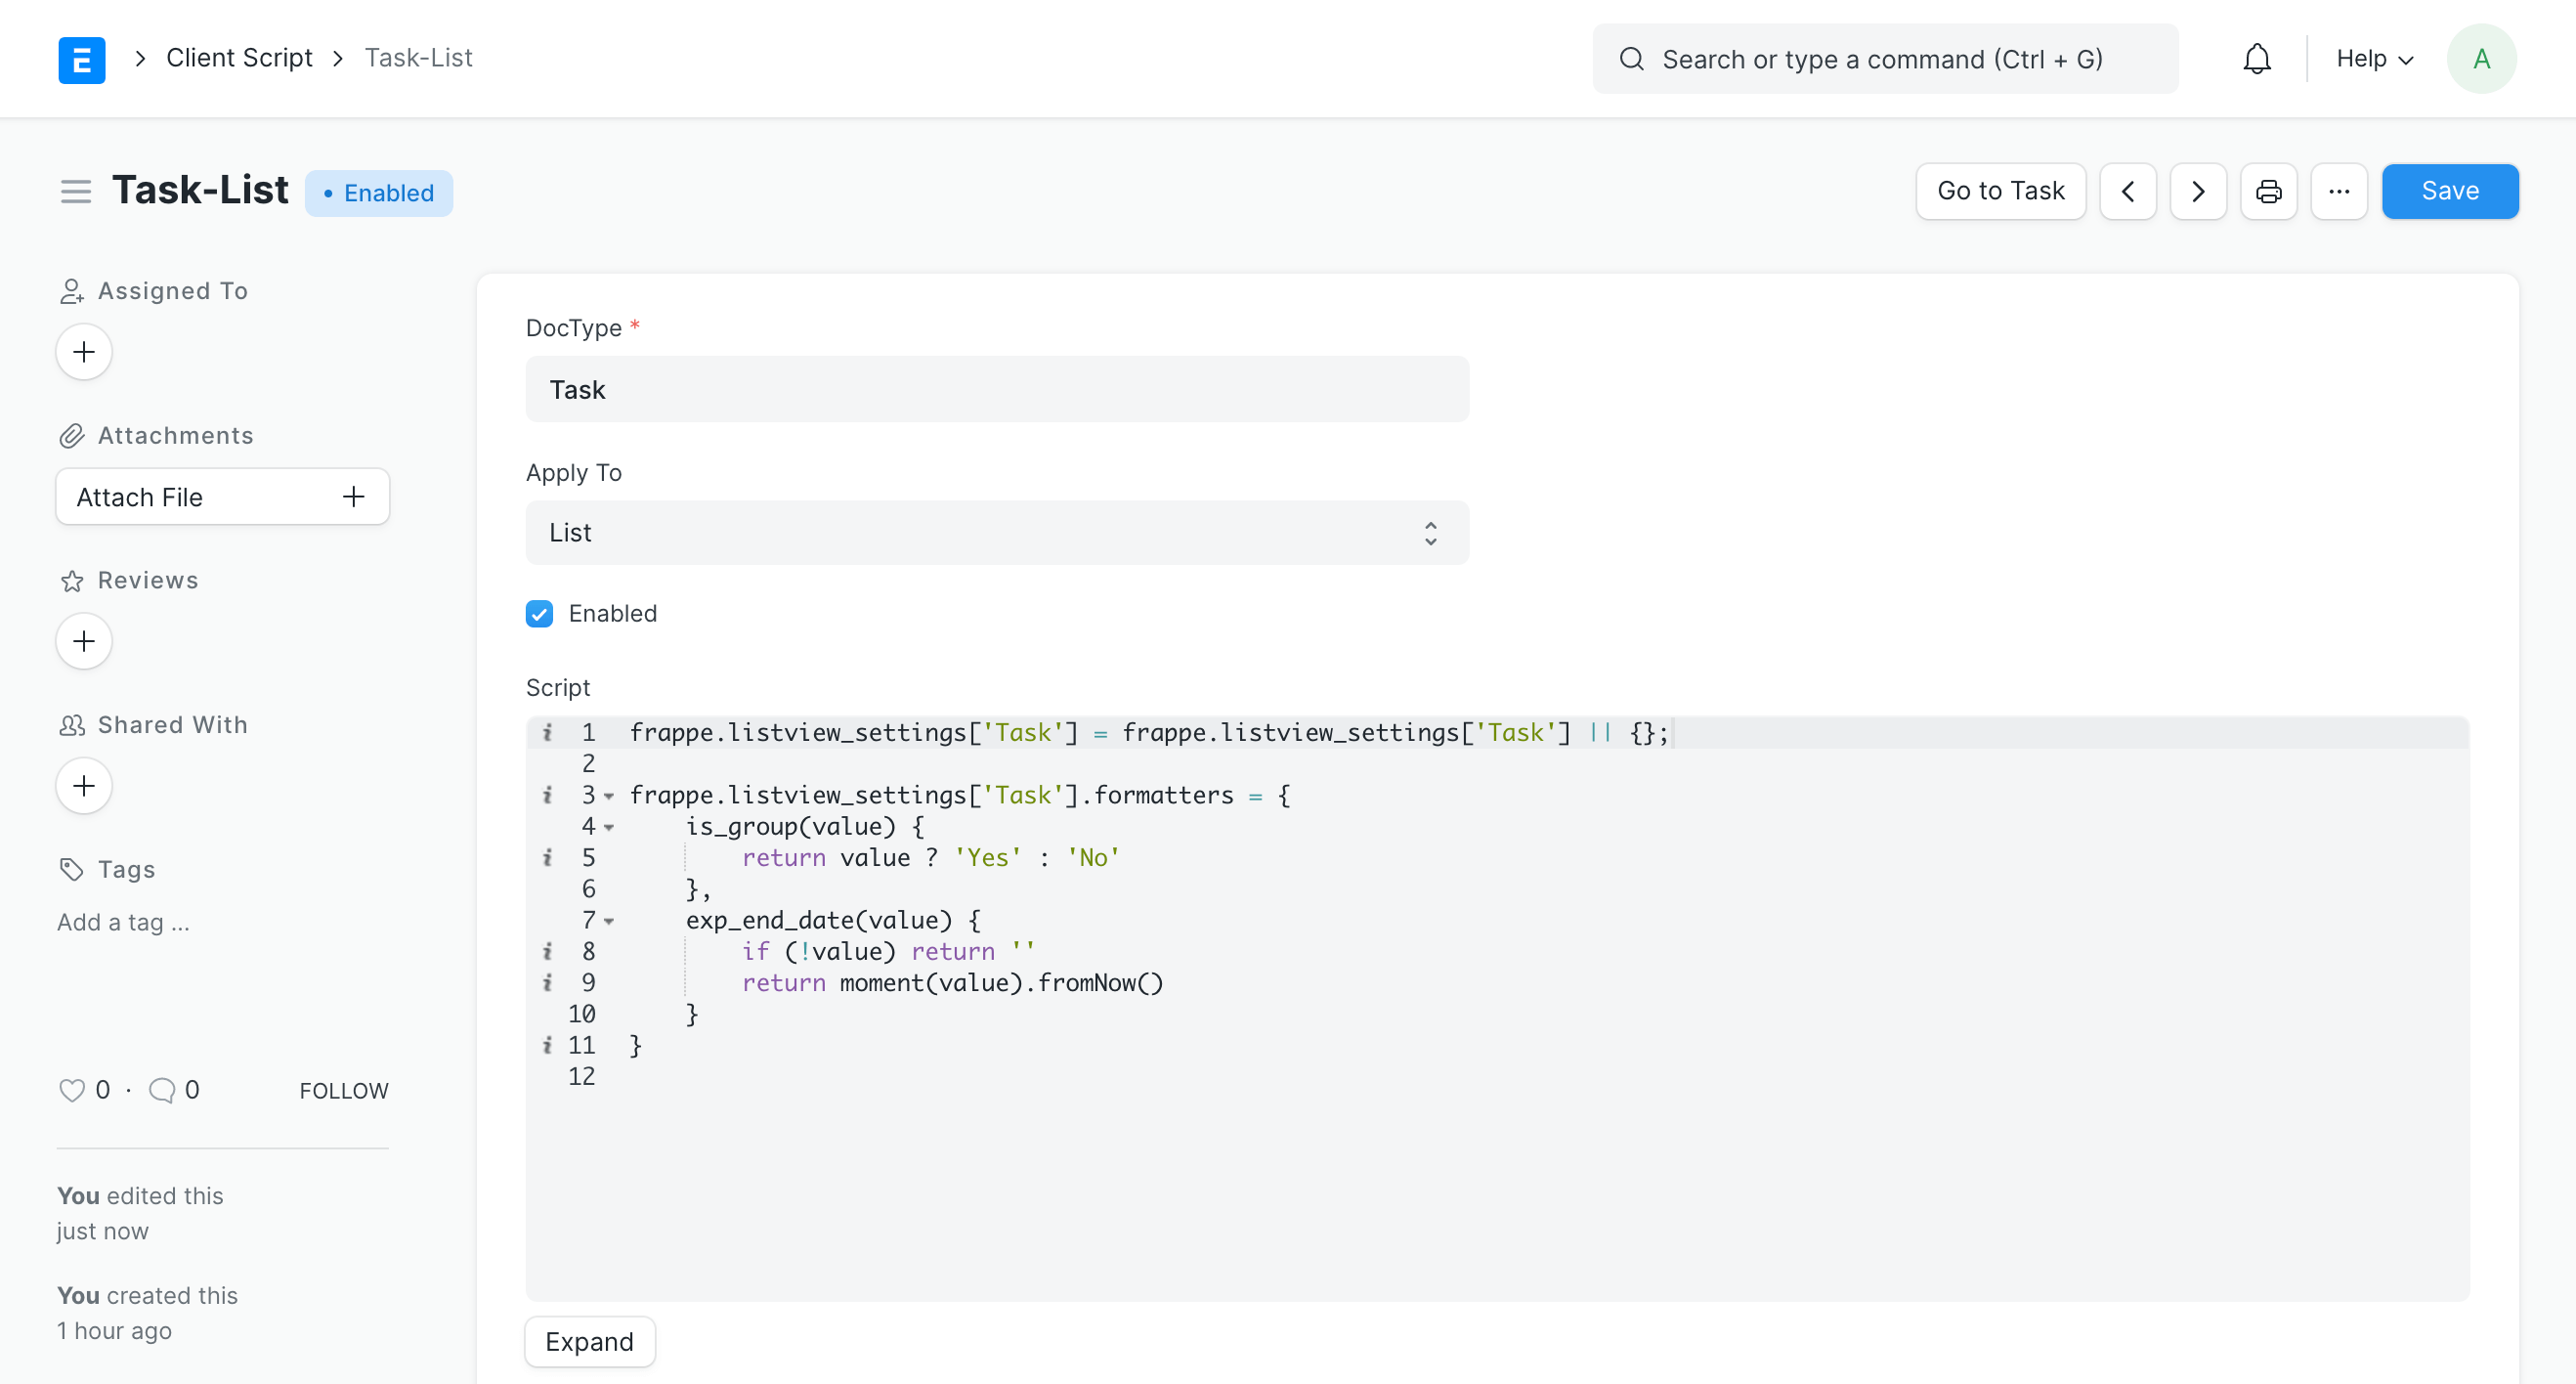 E
Client Script
Task-List
Search or type a command (Ctrl + G)
Help
A
Task-List
• Enabled
Go to Task
···
Save
Assigned To
Attachments
Attach File
Reviews
Shared With
Tags
Add a tag ...
0 · 0
FOLLOW
You edited this
just now
You created this
1 hour ago
DocType *
Task
Apply To
List
Enabled
Script
i 1 frappe.listview_settings['Task'] = frappe.listview_settings['Task'] || {};
2
i 3 frappe.listview_settings['Task'].formatters = {
4     is_group(value) {
i 5         return value ? 'Yes' : 'No'
6     },
7     exp_end_date(value) {
i 8         if (!value) return ''
i 9         return moment(value).fromNow()
10     }
i 11 }
12
Expand